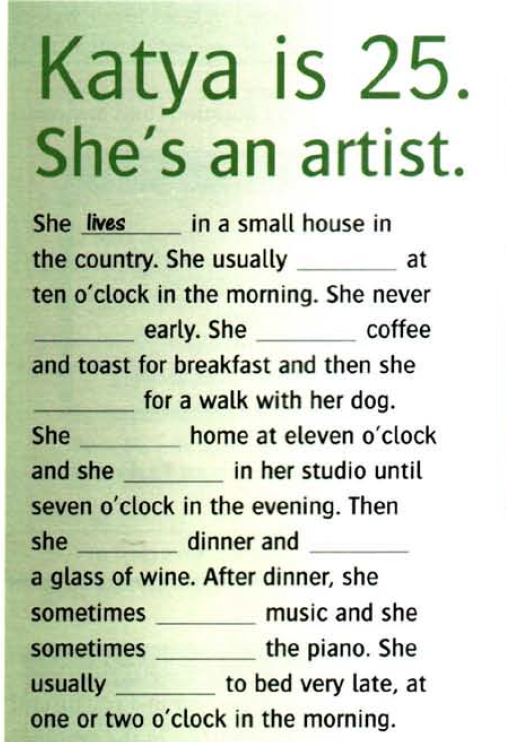 Katya is 25.
She's an artist.
She lives in a small house in
the country. She usually ________ at
ten o'clock in the morning. She never
________ early. She ________ coffee
and toast for breakfast and then she
________ for a walk with her dog.
She ________ home at eleven o'clock
and she ________ in her studio until
seven o'clock in the evening. Then
she ________ dinner and ________
a glass of wine. After dinner, she
sometimes ________ music and she
sometimes ________ the piano. She
usually ________ to bed very late, at
one or two o'clock in the morning.